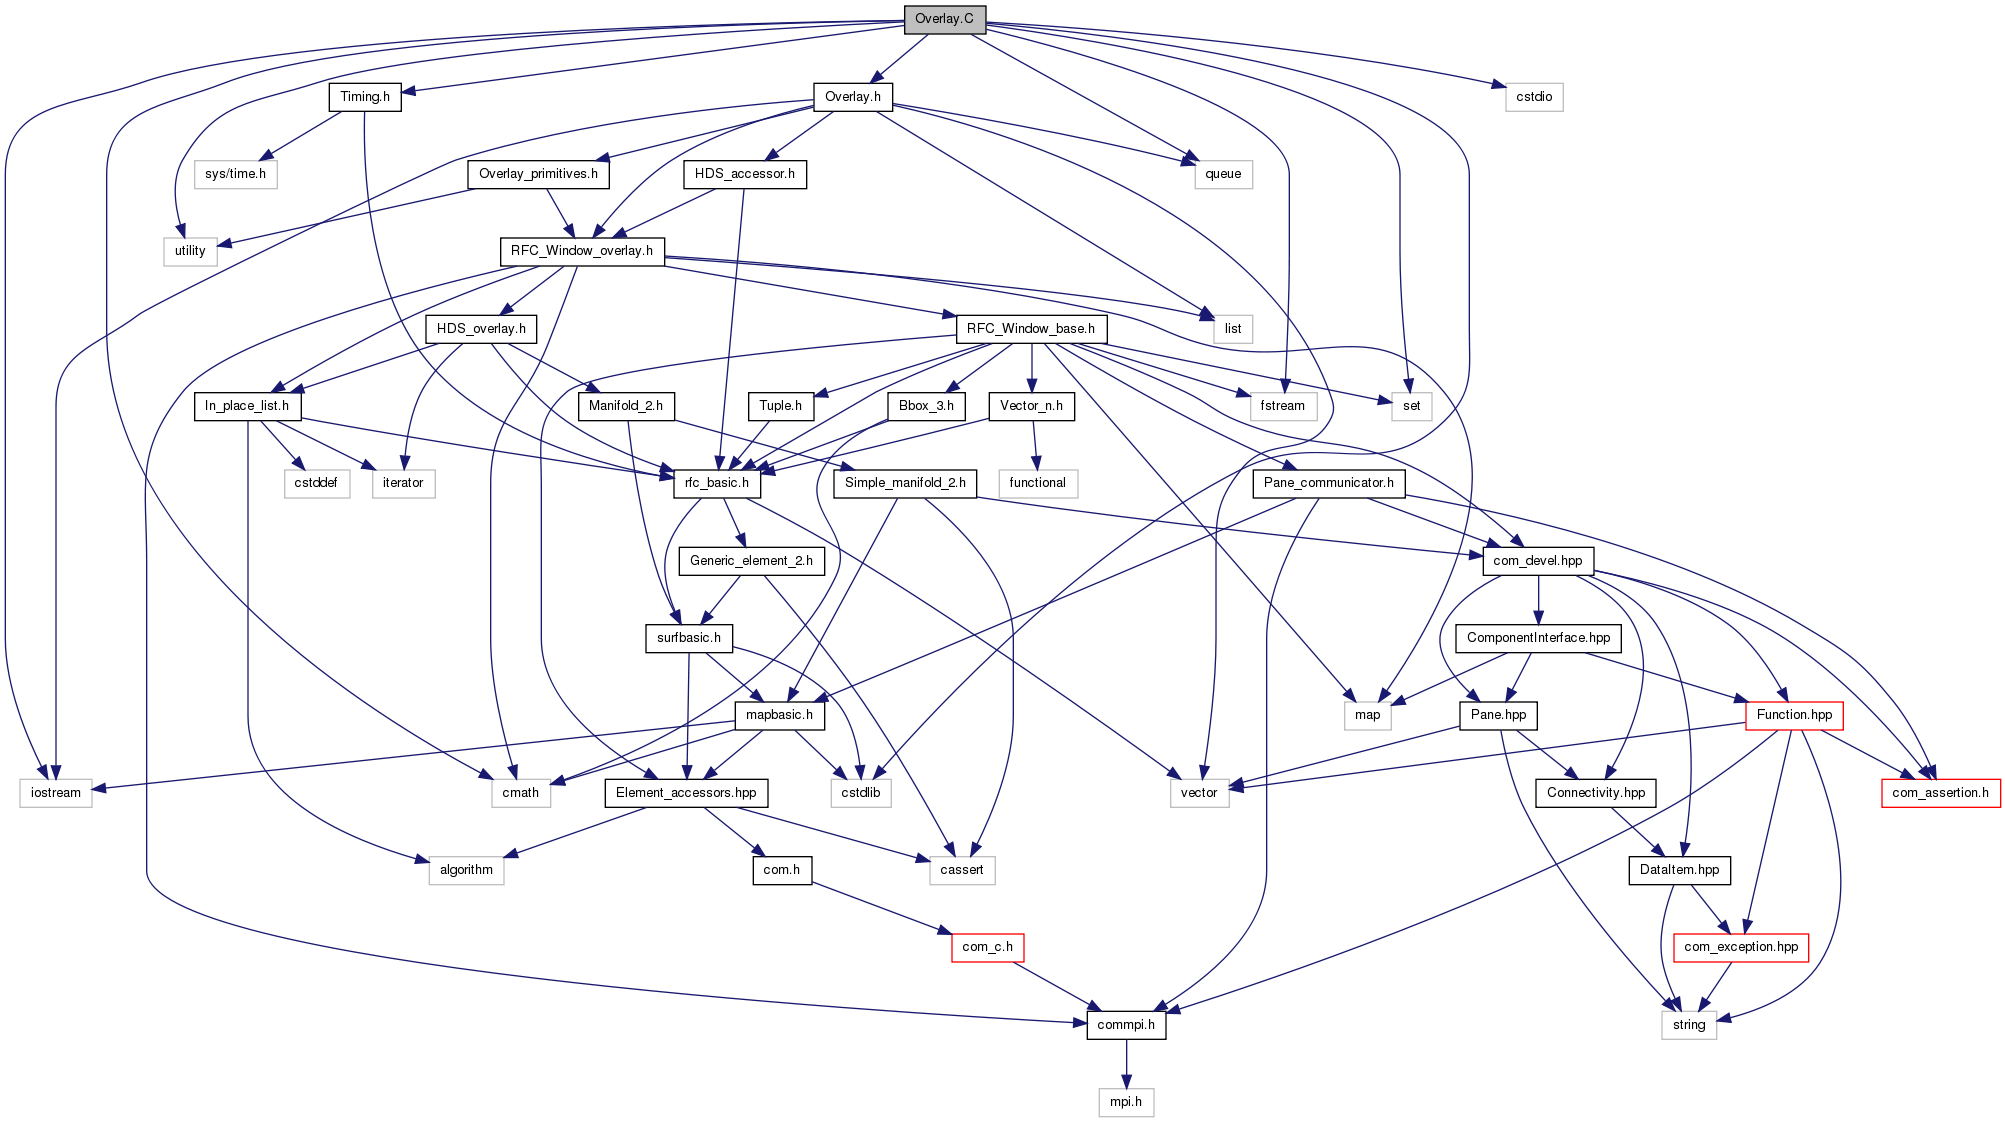 Overlay.C
Timing.h
Overlay.h
cstdio
sys/time.h
Overlay_primitives.h
HDS_accessor.h
queue
utility
RFC_Window_overlay.h
HDS_overlay.h
RFC_Window_base.h
list
In_place_list.h
Manifold_2.h
Tuple.h
Bbox_3.h
Vector_n.h
fstream
set
cstddef
iterator
rfc_basic.h
Simple_manifold_2.h
functional
Pane_communicator.h
Generic_element_2.h
com_devel.hpp
surfbasic.h
ComponentInterface.hpp
mapbasic.h
map
Pane.hpp
Function.hpp
iostream
cmath
Element_accessors.hpp
cstdlib
vector
Connectivity.hpp
com_assertion.h
algorithm
com.h
cassert
DataItem.hpp
com_c.h
com_exception.hpp
commpi.h
string
mpi.h